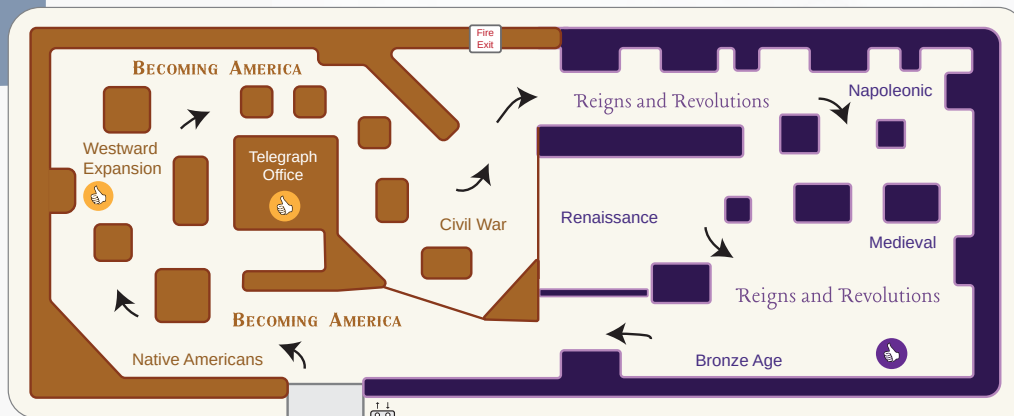 Fire
Exit
BECOMING AMERICA
Reigns and Revolutions
Napoleonic
Westward
Expansion
Telegraph
Office
Civil War
Renaissance
Medieval
Reigns and Revolutions
BECOMING AMERICA
Native Americans
Bronze Age